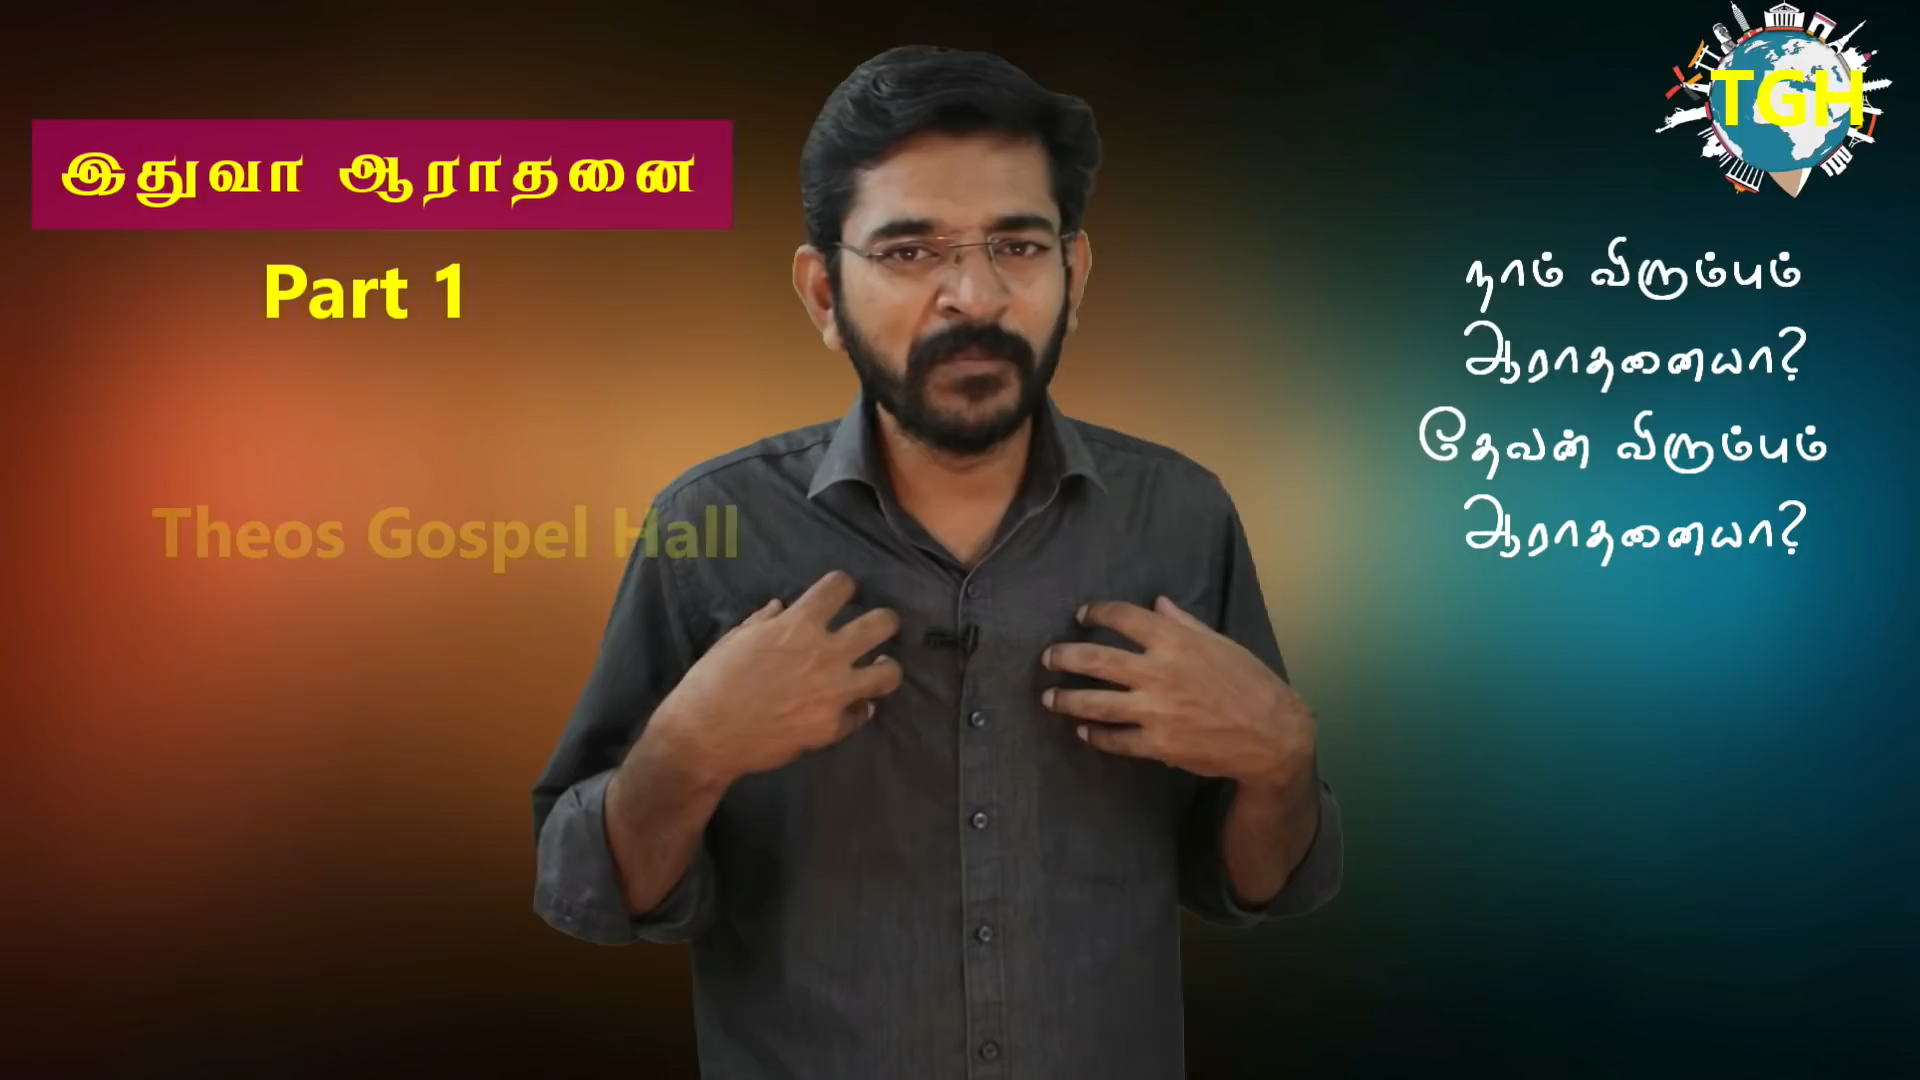 இதுவா ஆராதனை
Part 1
Theos Gospel Hall
TGH
நாம் விரும்பும்
ஆராதனையா?
தேவன் விரும்பும்
ஆராதனையா?